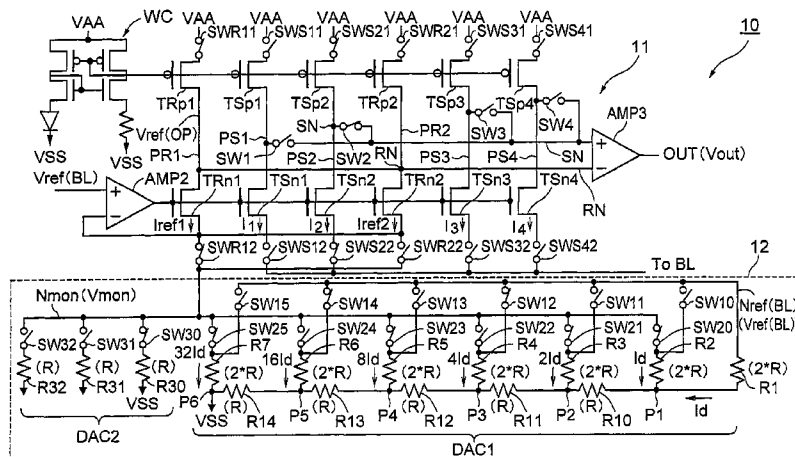 VAA WC VAA VAA VAA VAA VAA VAA
SWR11 SWS11 SWS21 SWR21 SWS31 SWS41
10
11
TRp1 TSp1 TSp2 TRp2 TSp3 TSp4
AMP3
Vref(OP) PS1 SN PR2 SW3 SW4 SN
VSS VSS PR1 SW1 PS2 SW2 RN PS3 PS4 OUT(Vout)
Vref(BL) AMP2 TRn1 TSn1 TSn2 TRn2 TSn3 TSn4 RN
Iref1 I1 I2 Iref2 I3 I4
SWR12 SWS12 SWS22 SWR22 SWS32 SWS42
To BL
12
Nmon(Vmon) SW15 SW14 SW13 SW12 SW11 SW10 Nref(BL)
(Vref(BL))
SW32 SW31 SW30 SW25 SW24 SW23 SW22 SW21 SW20
R7 R6 R5 R4 R3 R2
32Id 16Id 8Id 4Id 2Id Id
(R) (R) (R) (2*R) (2*R) (2*R) (2*R) (2*R) (2*R) (2*R)
R32 R31 R30 R1
VSS P6 (R) P5 (R) P4 (R) P3 (R) P2 (R) P1
VSS R14 R13 R12 R11 R10 Id
DAC2 DAC1